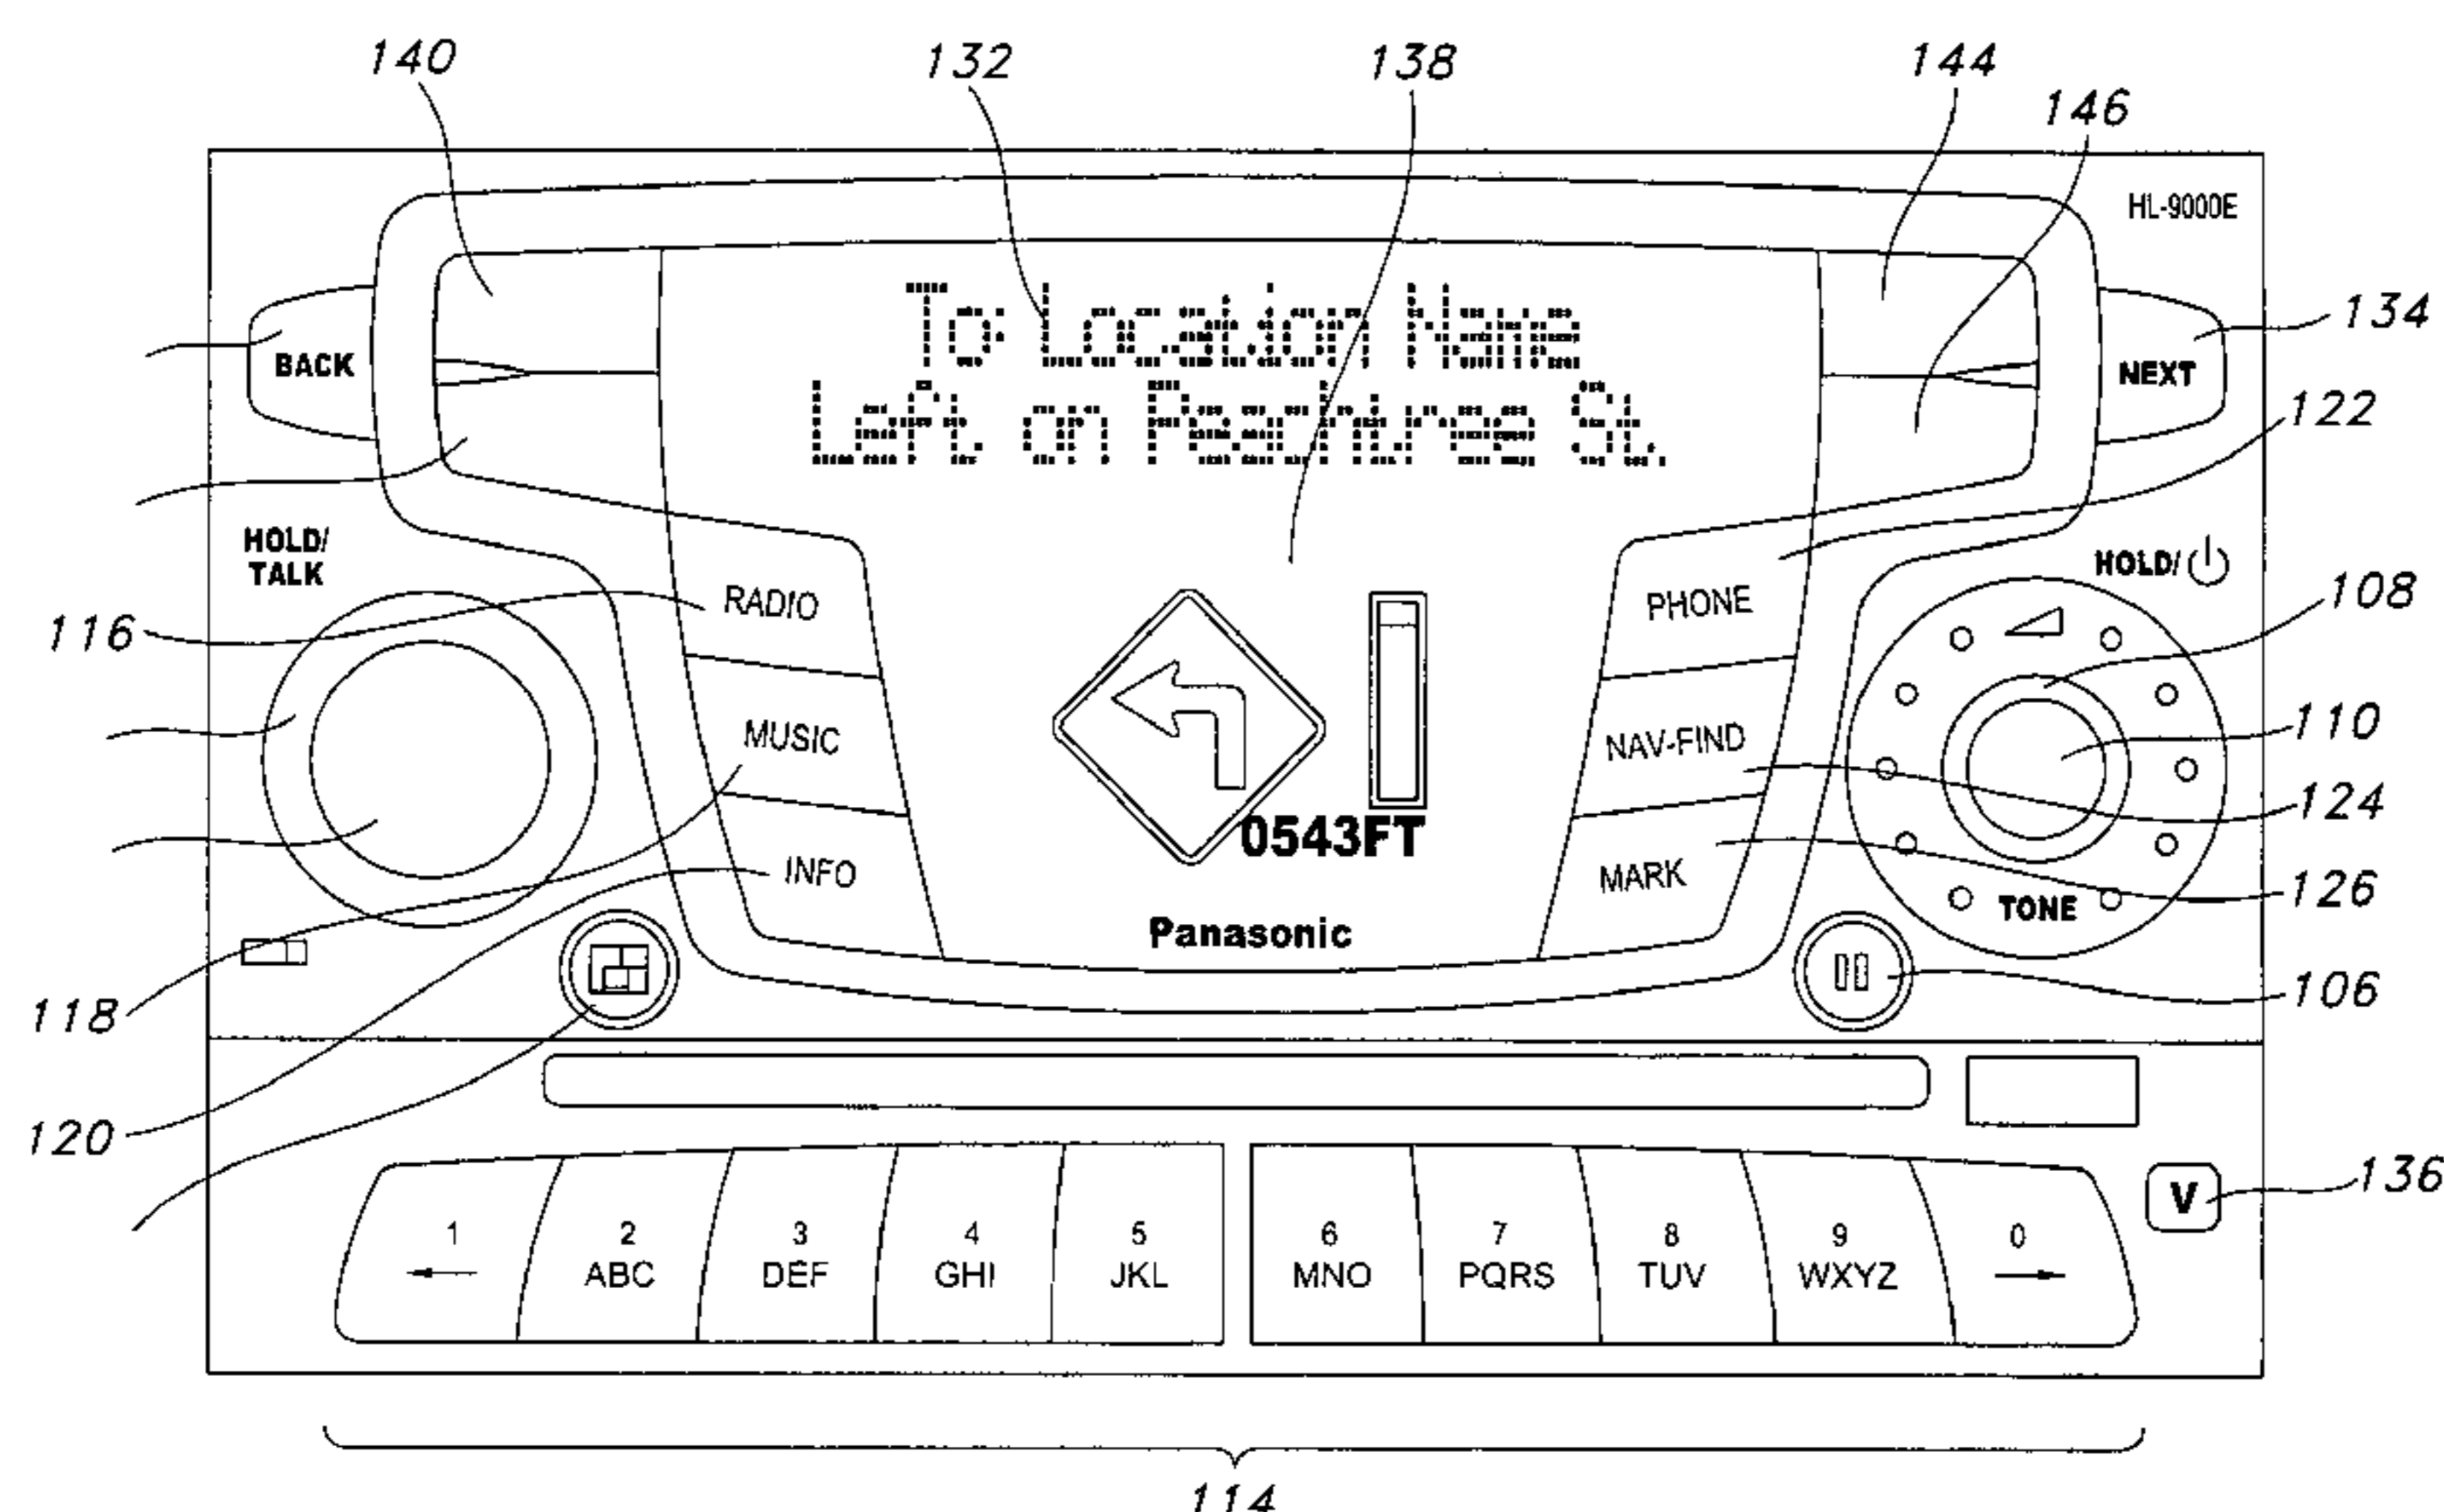 140 132 138 144
146
HL-9000E
To: Location Name
Left on Peachtree St.
BACK
NEXT
134
122
HOLD/
TALK
HOLD/
116
RADIO
PHONE
108
MUSIC
NAV-FIND
110
0543FT
124
INFO
MARK
126
TONE
Panasonic
118
106
120
V
136
1 2 3 4 5 6 7 8 9 0
ABC DEF GHI JKL MNO PQRS TUV WXYZ
114